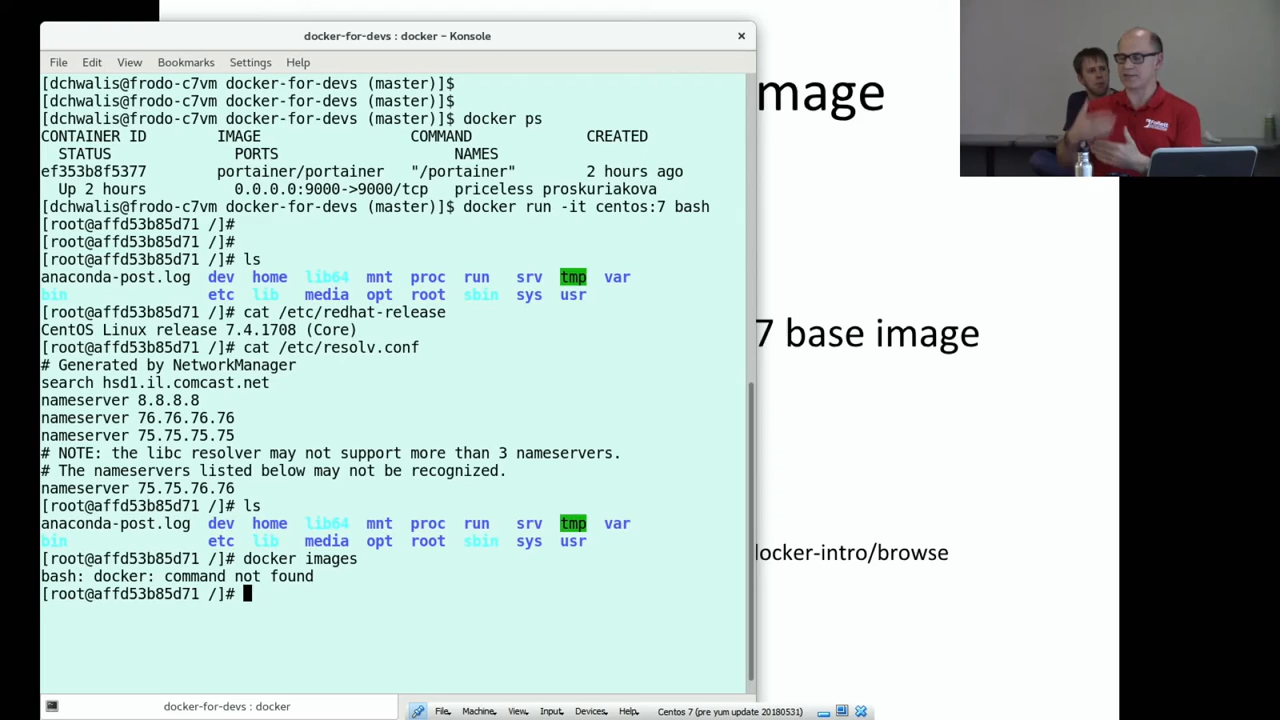 docker-for-devs : docker – Konsole
File Edit View Bookmarks Settings Help
[dchwalis@frodo-c7vm docker-for-devs (master)]$
[dchwalis@frodo-c7vm docker-for-devs (master)]$
[dchwalis@frodo-c7vm docker-for-devs (master)]$ docker ps
CONTAINER ID        IMAGE               COMMAND             CREATED
  STATUS              PORTS                    NAMES
ef353b8f5377        portainer/portainer   "/portainer"        2 hours ago
  Up 2 hours          0.0.0.0:9000->9000/tcp   priceless proskuriakova
[dchwalis@frodo-c7vm docker-for-devs (master)]$ docker run -it centos:7 bash
[root@affd53b85d71 /]#
[root@affd53b85d71 /]#
[root@affd53b85d71 /]# ls
anaconda-post.log  dev  home  lib64  mnt  proc  run  srv  tmp  var
bin                etc  lib  media  opt  root  sbin  sys  usr
[root@affd53b85d71 /]# cat /etc/redhat-release
CentOS Linux release 7.4.1708 (Core)
[root@affd53b85d71 /]# cat /etc/resolv.conf
# Generated by NetworkManager
search hsd1.il.comcast.net
nameserver 8.8.8.8
nameserver 76.76.76.76
nameserver 75.75.75.75
# NOTE: the libc resolver may not support more than 3 nameservers.
# The nameservers listed below may not be recognized.
nameserver 75.75.76.76
[root@affd53b85d71 /]# ls
anaconda-post.log  dev  home  lib64  mnt  proc  run  srv  tmp  var
bin                etc  lib  media  opt  root  sbin  sys  usr
[root@affd53b85d71 /]# docker images
bash: docker: command not found
[root@affd53b85d71 /]#
docker-for-devs : docker
File Machine View Input Devices Help Centos 7 (pre yum update 20180531)
mage
7 base image
locker-intro/browse
Follett